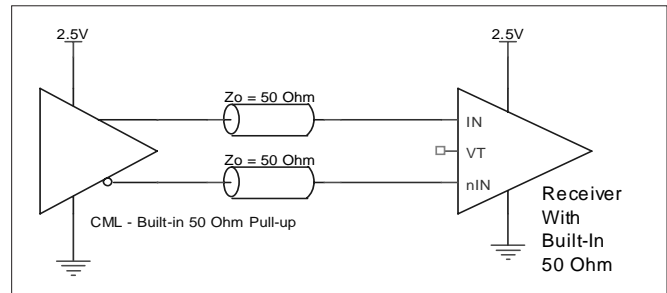 2.5V
2.5V
Zo = 50 Ohm
IN
VT
Zo = 50 Ohm
nIN
CML - Built-in 50 Ohm Pull-up
Receiver
With
Built-In
50 Ohm